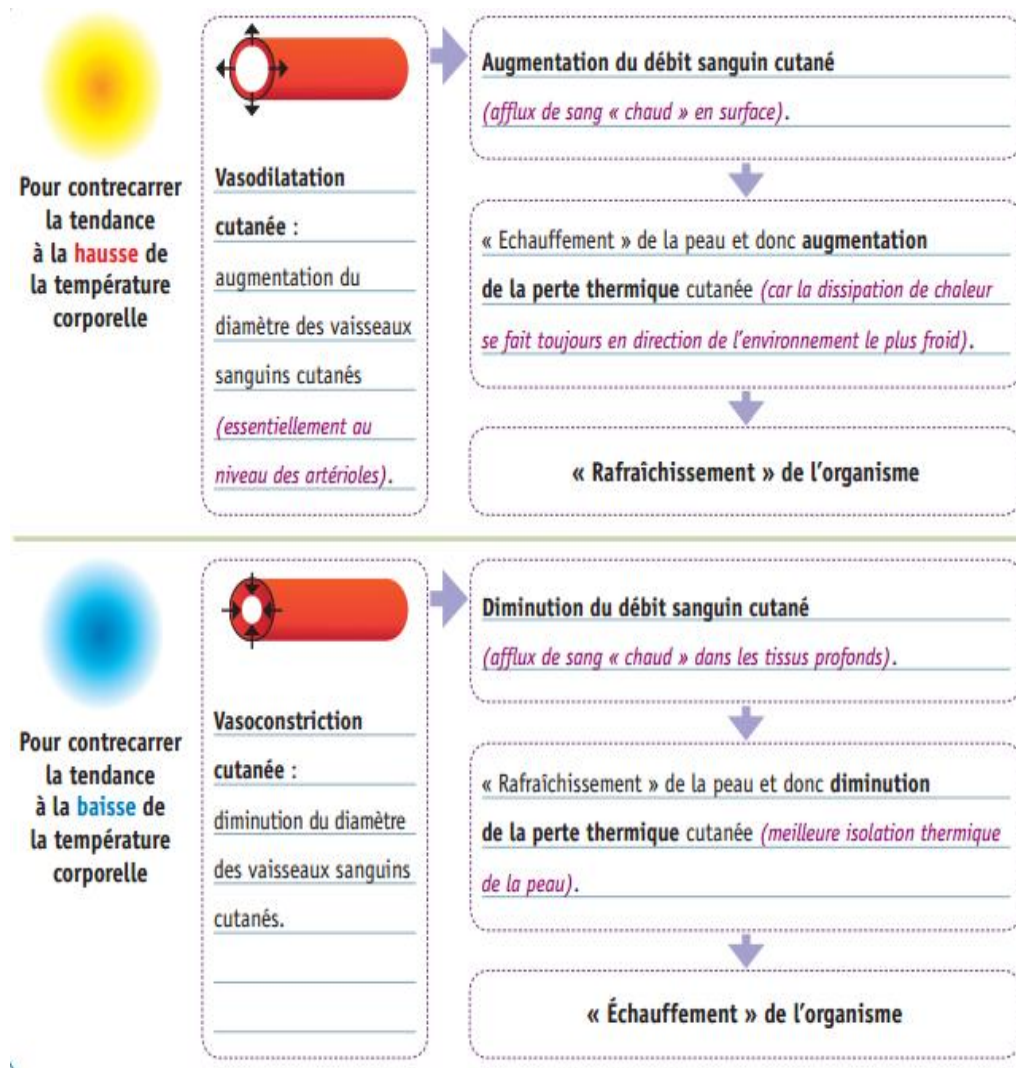 Pour contrecarrer
la tendance
à la hausse de
la température
corporelle
Vasodilatation
cutanée :
augmentation du
diamètre des vaisseaux
sanguins cutanés
(essentiellement au
niveau des artérioles).
Augmentation du débit sanguin cutané
(afflux de sang « chaud » en surface).
« Echauffement » de la peau et donc augmentation
de la perte thermique cutanée (car la dissipation de chaleur
se fait toujours en direction de l'environnement le plus froid).
« Rafraîchissement » de l'organisme
Pour contrecarrer
la tendance
à la baisse de
la température
corporelle
Vasoconstriction
cutanée :
diminution du diamètre
des vaisseaux sanguins
cutanés.
Diminution du débit sanguin cutané
(afflux de sang « chaud » dans les tissus profonds).
« Rafraîchissement » de la peau et donc diminution
de la perte thermique cutanée (meilleure isolation thermique
de la peau).
« Échauffement » de l'organisme